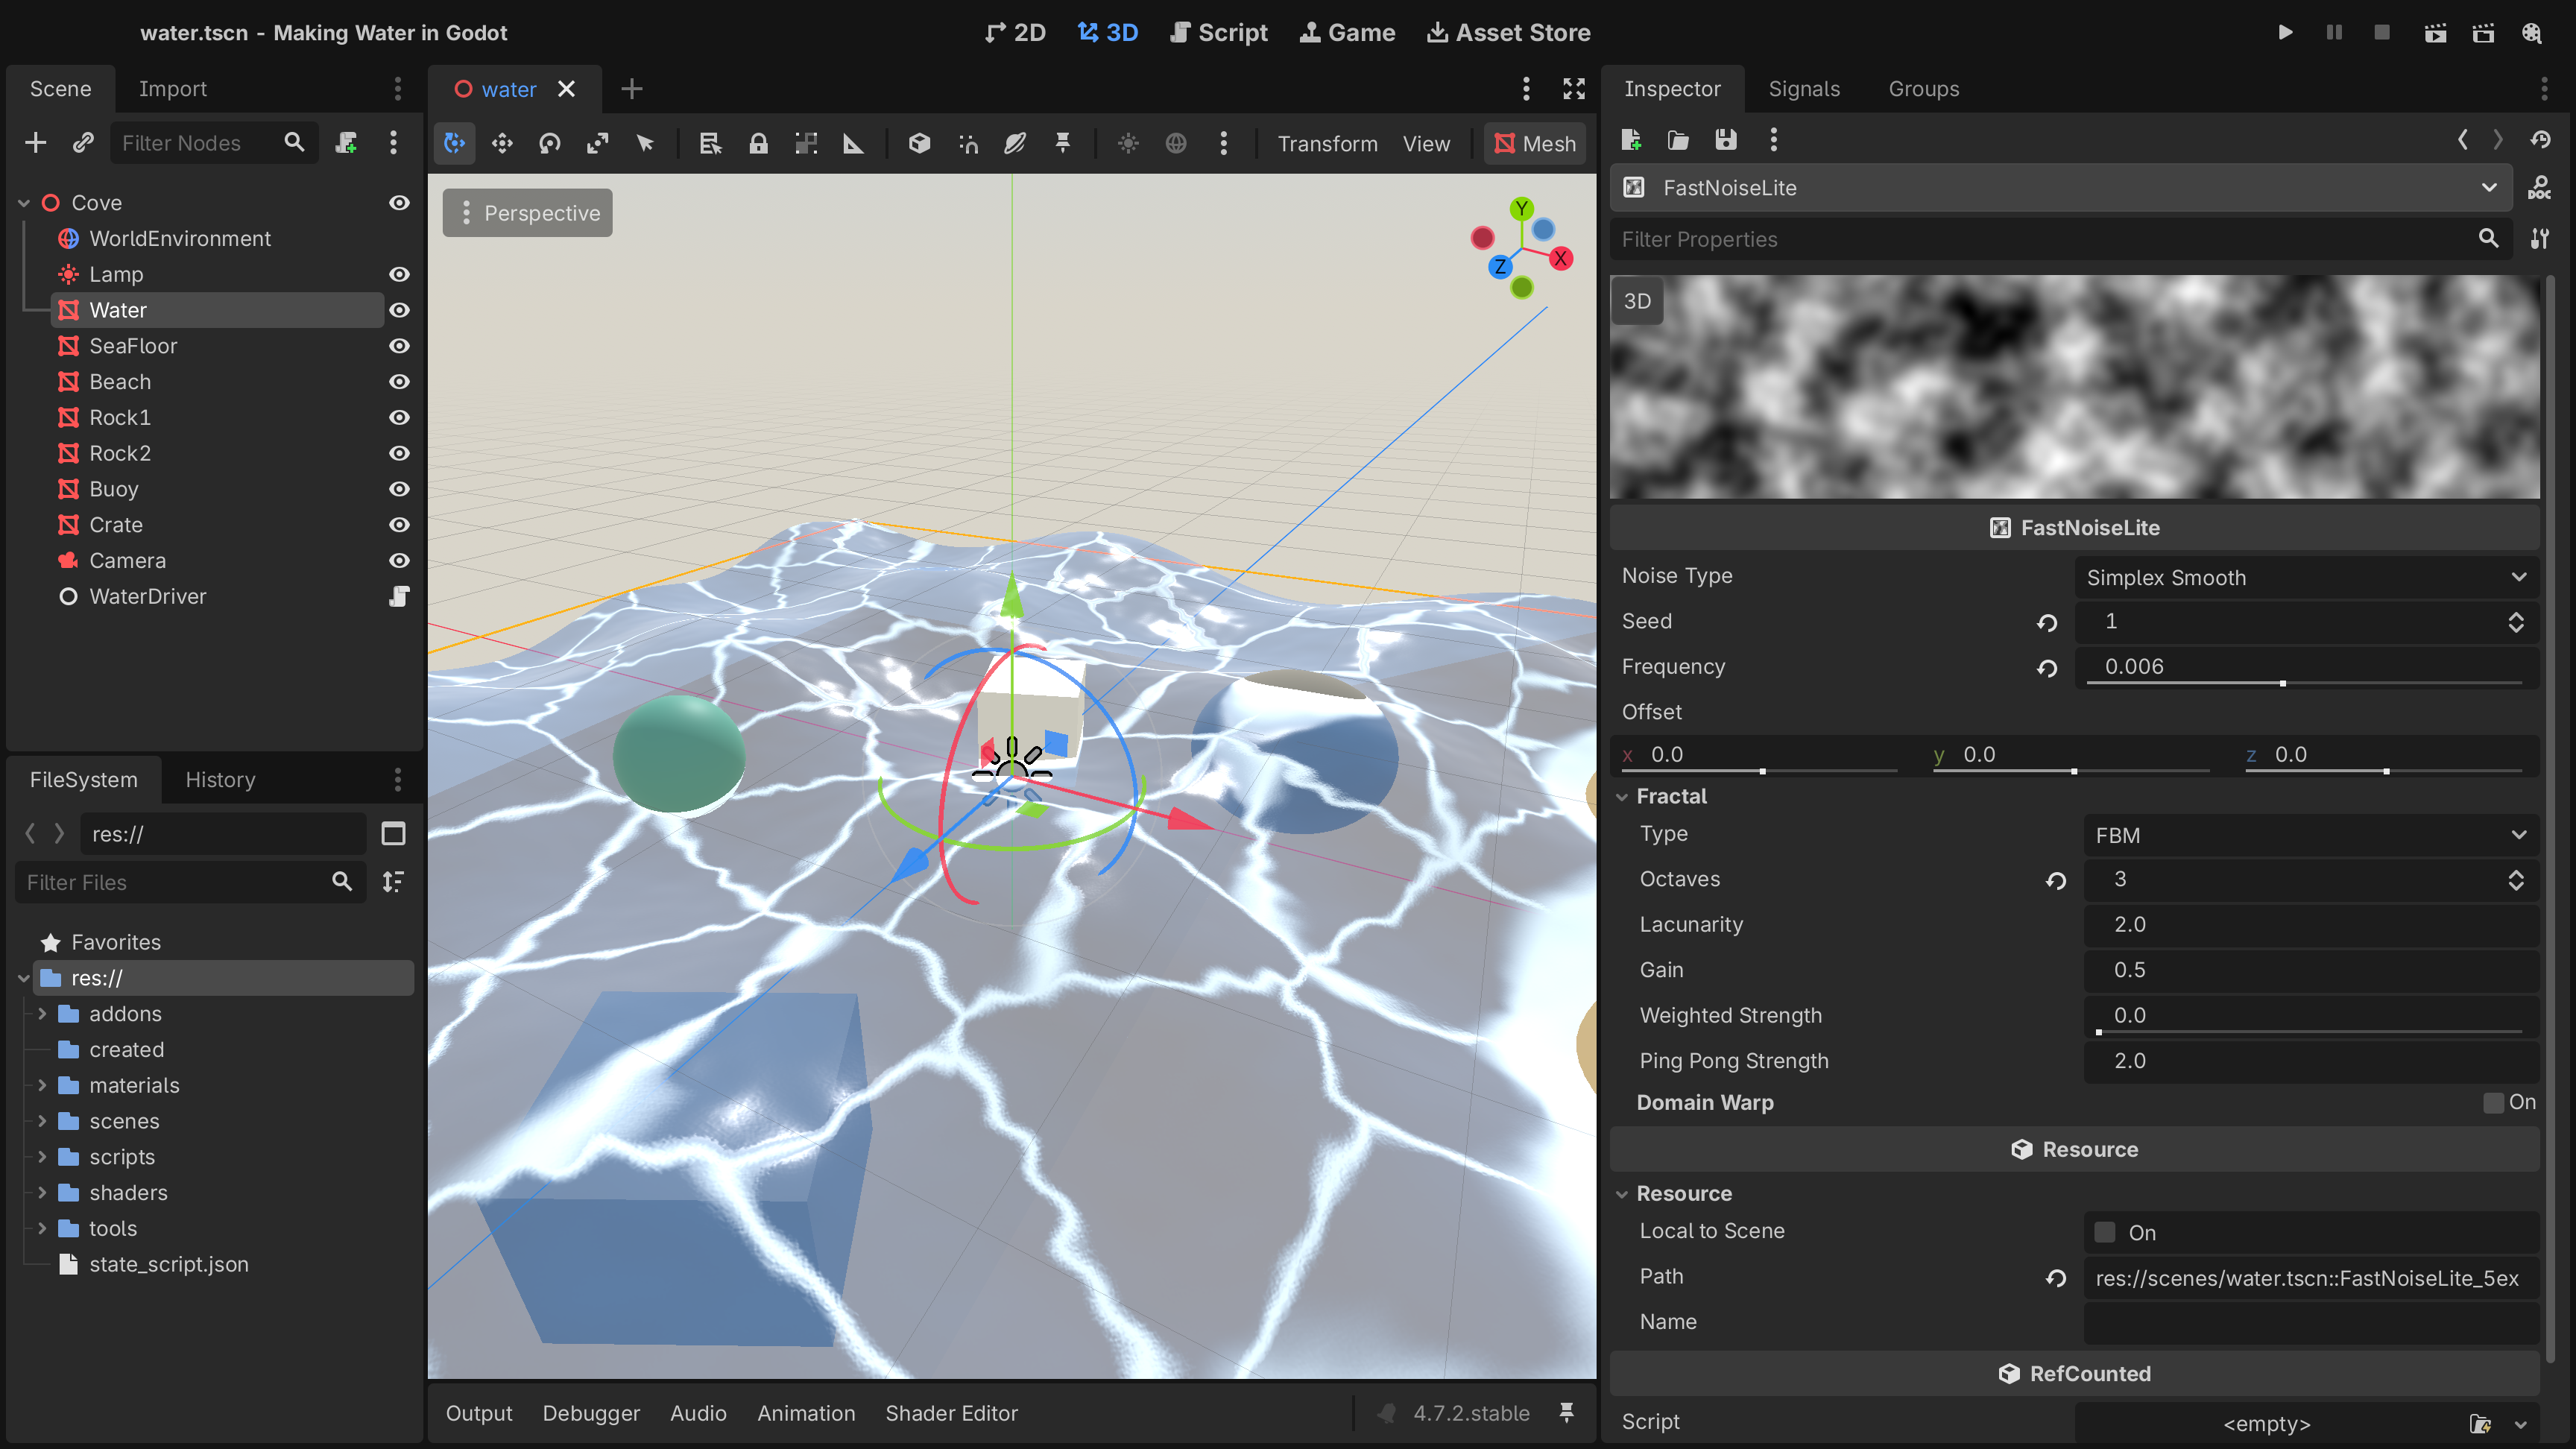 water.tscn - Making Water in Godot
2D
3D
Script
Game
Asset Store
Scene
Import
Filter Nodes
Cove
WorldEnvironment
Lamp
Water
SeaFloor
Beach
Rock1
Rock2
Buoy
Crate
Camera
WaterDriver
FileSystem
History
res://
Filter Files
Favorites
res://
addons
created
materials
scenes
scripts
shaders
tools
state_script.json
water
Transform
View
Mesh
Perspective
Y
X
Z
Output
Debugger
Audio
Animation
Shader Editor
4.7.2.stable
Inspector
Signals
Groups
FastNoiseLite
DOC
Filter Properties
3D
FastNoiseLite
Noise Type Simplex Smooth
Seed 1
Frequency 0.006
Offset
x 0.0 y 0.0 z 0.0
Fractal
Type FBM
Octaves 3
Lacunarity 2.0
Gain 0.5
Weighted Strength 0.0
Ping Pong Strength 2.0
Domain Warp On
Resource
Resource
Local to Scene On
Path res://scenes/water.tscn::FastNoiseLite_5ex
Name
RefCounted
Script <empty>